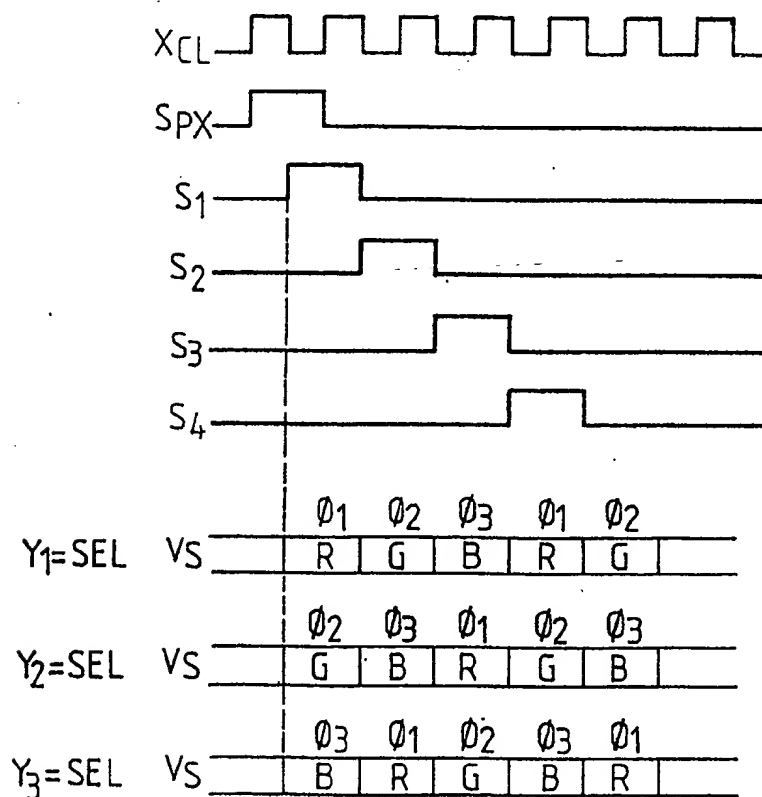 XCL
SPX
S1
S2
S3
S4
Ø1 Ø2 Ø3 Ø1 Ø2
Y1=SEL VS R G B R G
Ø2 Ø3 Ø1 Ø2 Ø3
Y2=SEL VS G B R G B
Ø3 Ø1 Ø2 Ø3 Ø1
Y3=SEL VS B R G B R